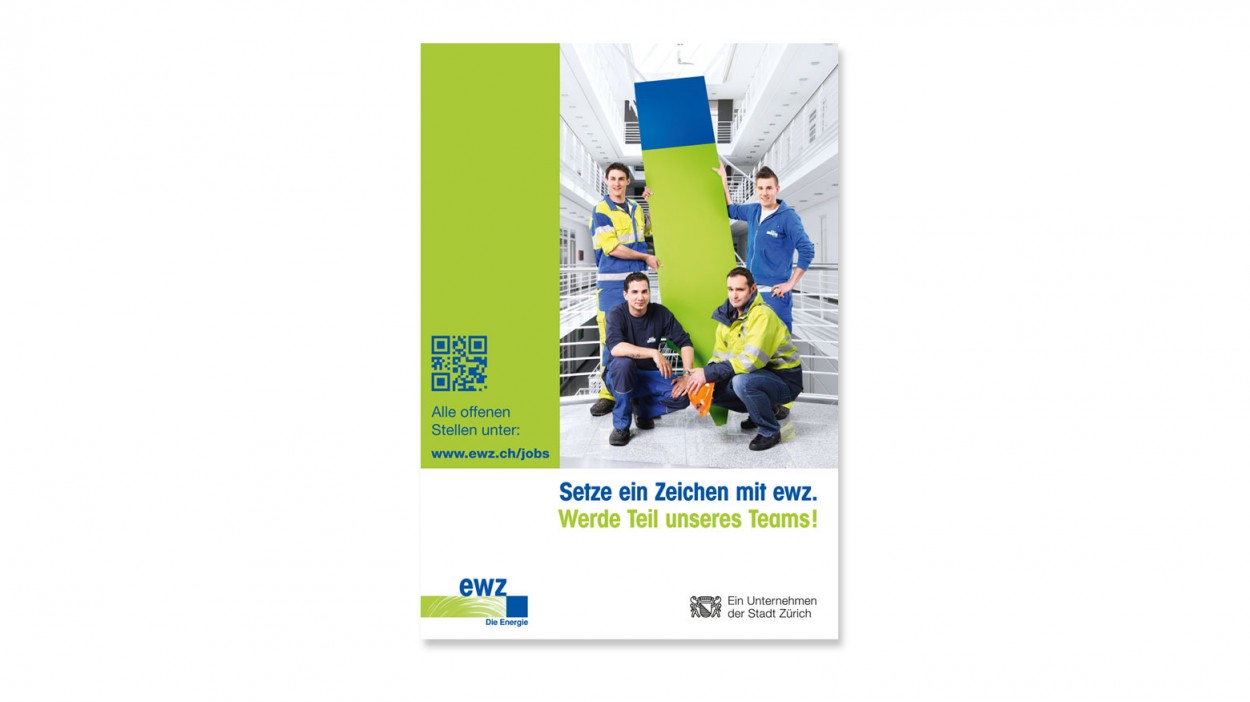 Alle offenen
Stellen unter:
www.ewz.ch/jobs
Setze ein Zeichen mit ewz.
Werde Teil unseres Teams!
ewz
Die Energie
Ein Unternehmen
der Stadt Zürich